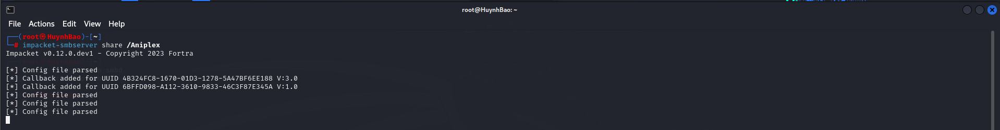 root@HuynhBao: ~
File Actions Edit View Help
┌──(root㉿HuynhBao)-[~]
└─# impacket-smbserver share /Aniplex
Impacket v0.12.0.dev1 - Copyright 2023 Fortra
[*] Config file parsed
[*] Callback added for UUID 4B324FC8-1670-01D3-1278-5A47BF6EE188 V:3.0
[*] Callback added for UUID 6BFFD098-A112-3610-9833-46C3F87E345A V:1.0
[*] Config file parsed
[*] Config file parsed
[*] Config file parsed